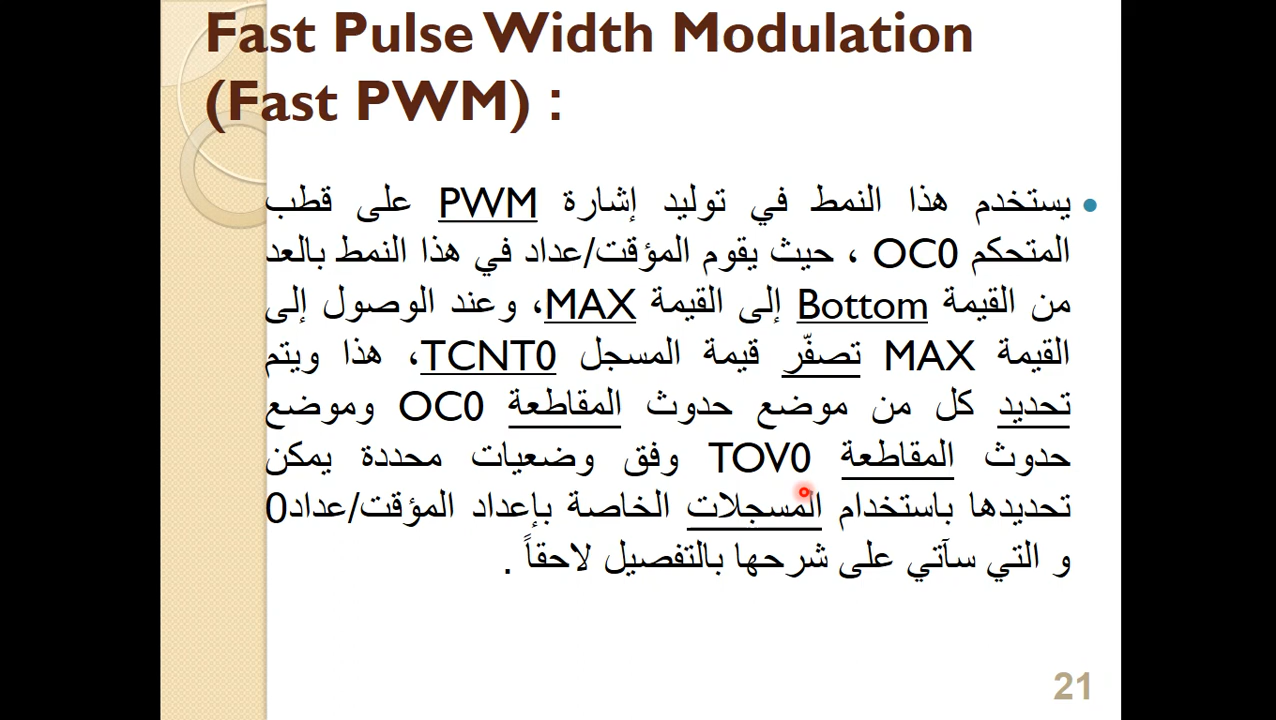 Fast Pulse Width Modulation
(Fast PWM) :
يستخدم هذا النمط في توليد إشارة PWM على قطب
المتحكم OC0 ، حيث يقوم المؤقت/عداد في هذا النمط بالعد
من القيمة Bottom إلى القيمة MAX، وعند الوصول إلى
القيمة MAX تصفّر قيمة المسجل TCNT0، هذا ويتم
تحديد كل من موضع حدوث المقاطعة OC0 وموضع
حدوث المقاطعة TOV0 وفق وضعيات محددة يمكن
تحديدها باستخدام المسجلات الخاصة بإعداد المؤقت/عداد0
و التي سآتي على شرحها بالتفصيل لاحقاً .
21